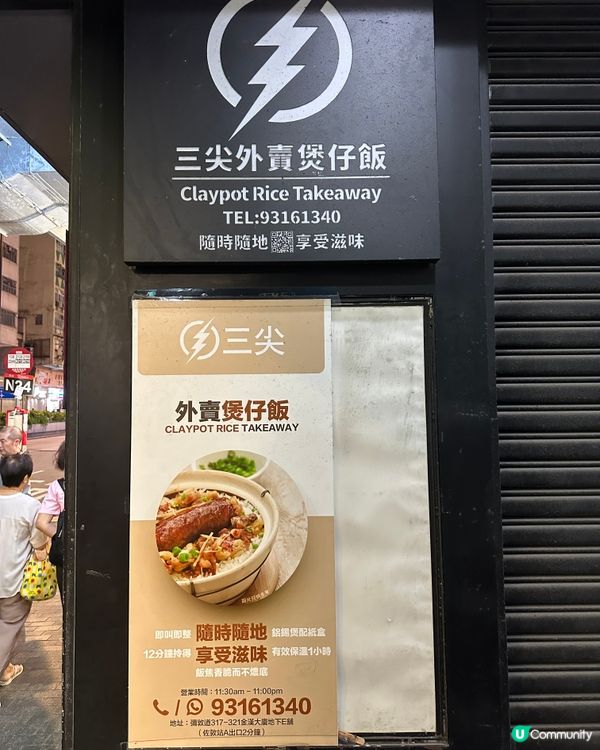 三尖外賣煲仔飯
Claypot Rice Takeaway
TEL:93161340
隨時隨地 享受滋味
三尖
外賣煲仔飯
CLAYPOT RICE TAKEAWAY
即叫即整 隨時隨地 鋁鍋煲配紙盒
12分鐘拎得 享受滋味 有效保溫1小時
飯焦香脆而不燶底
營業時間：11:30am - 11:00pm
/ 93161340
地址：彌敦道317-321金滿大廈地下E舖
（佐敦站A出口2分鐘）
N24
U Community